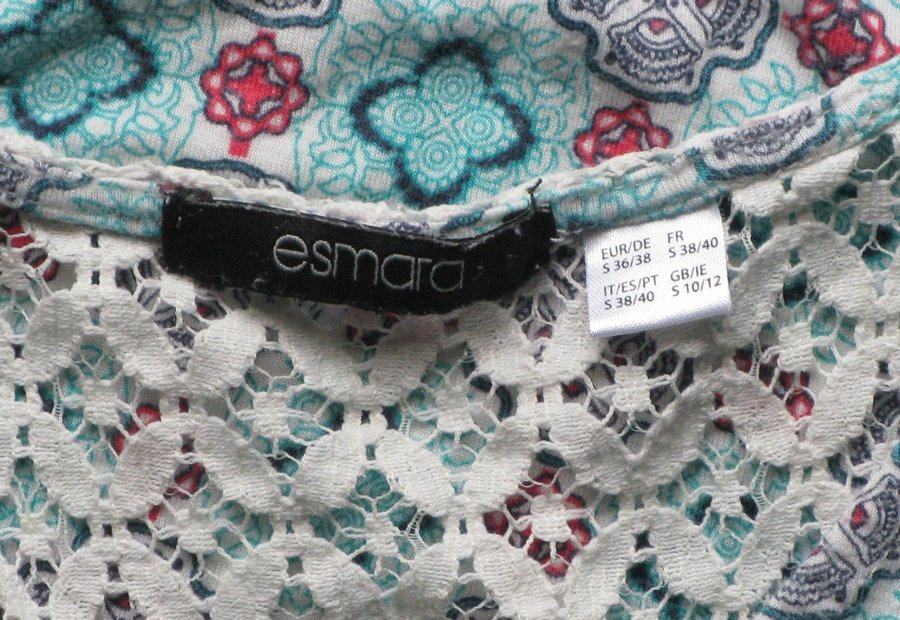 esmara
EUR/DE FR
S 36/38 S 38/40
IT/ES/PT GB/IE
S 38/40 S 10/12